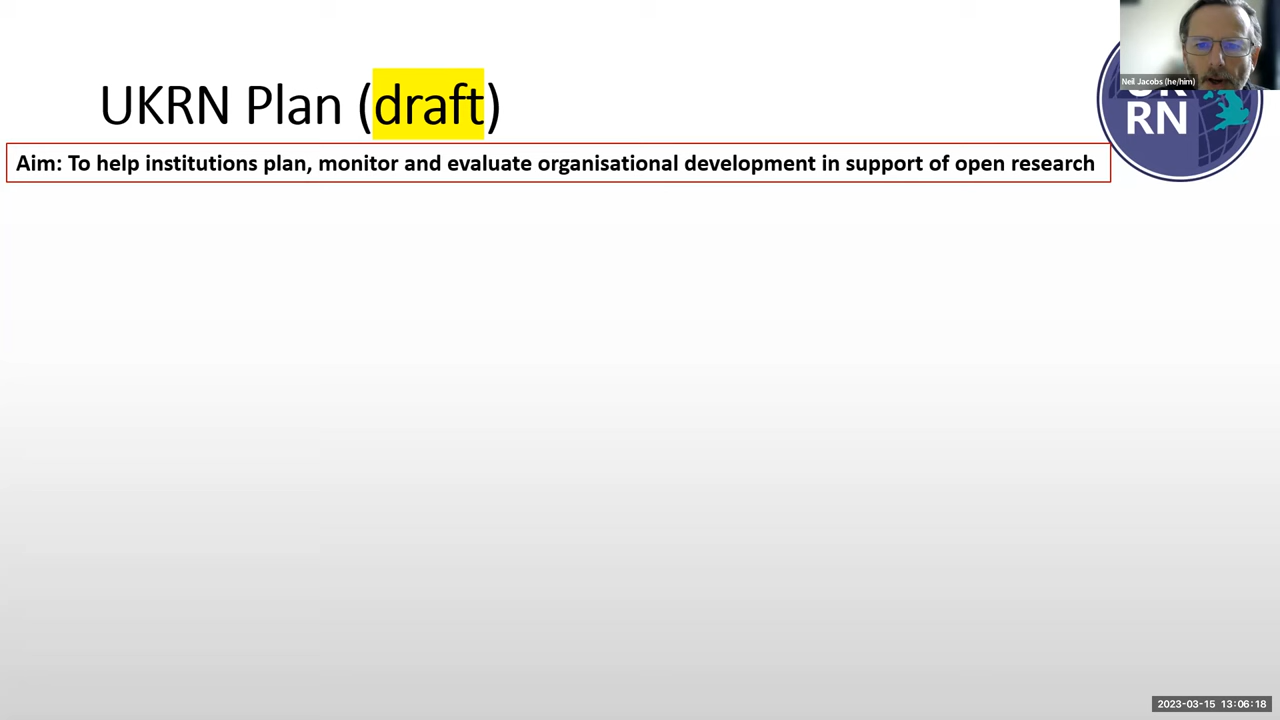 UKRN Plan (draft)
Neil Jacobs (he/him)
RN
Aim: To help institutions plan, monitor and evaluate organisational development in support of open research
2023-03-15 13:06:18